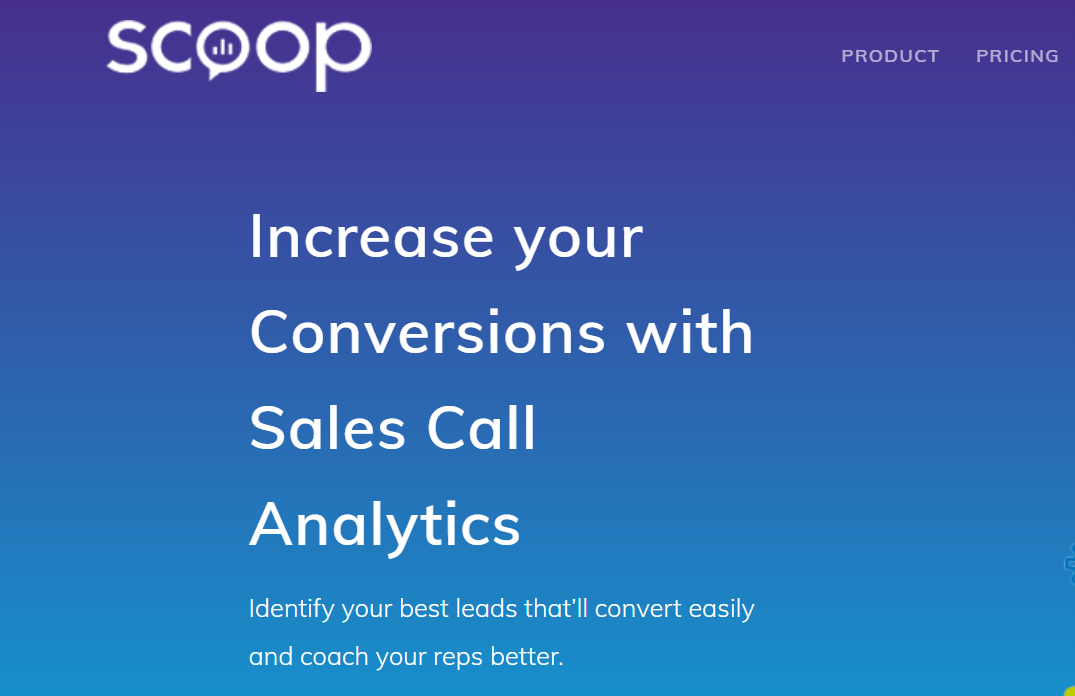 scoop
PRODUCT PRICING
Increase your
Conversions with
Sales Call
Analytics
Identify your best leads that’ll convert easily
and coach your reps better.